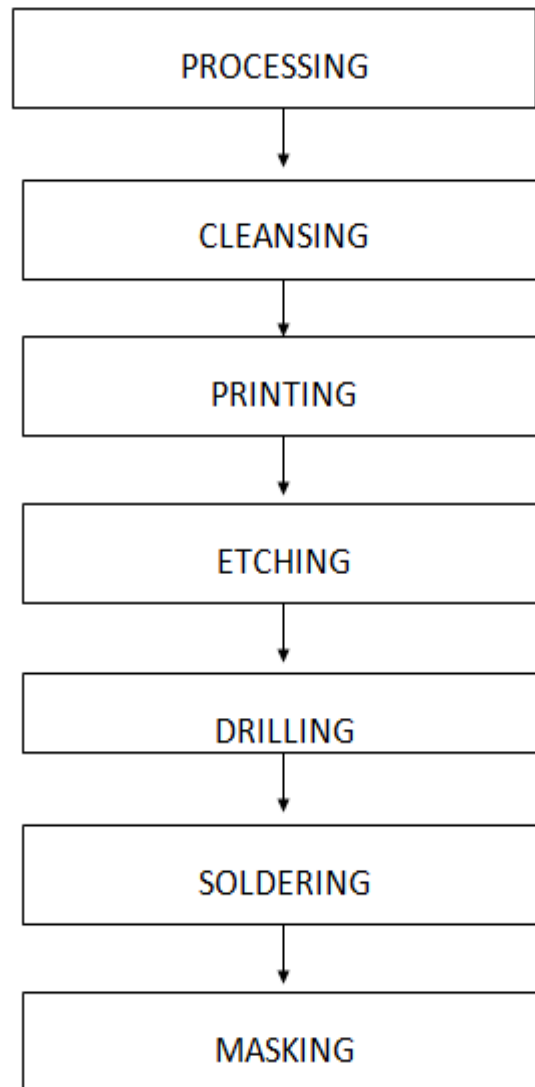 PROCESSING
CLEANSING
PRINTING
ETCHING
DRILLING
SOLDERING
MASKING